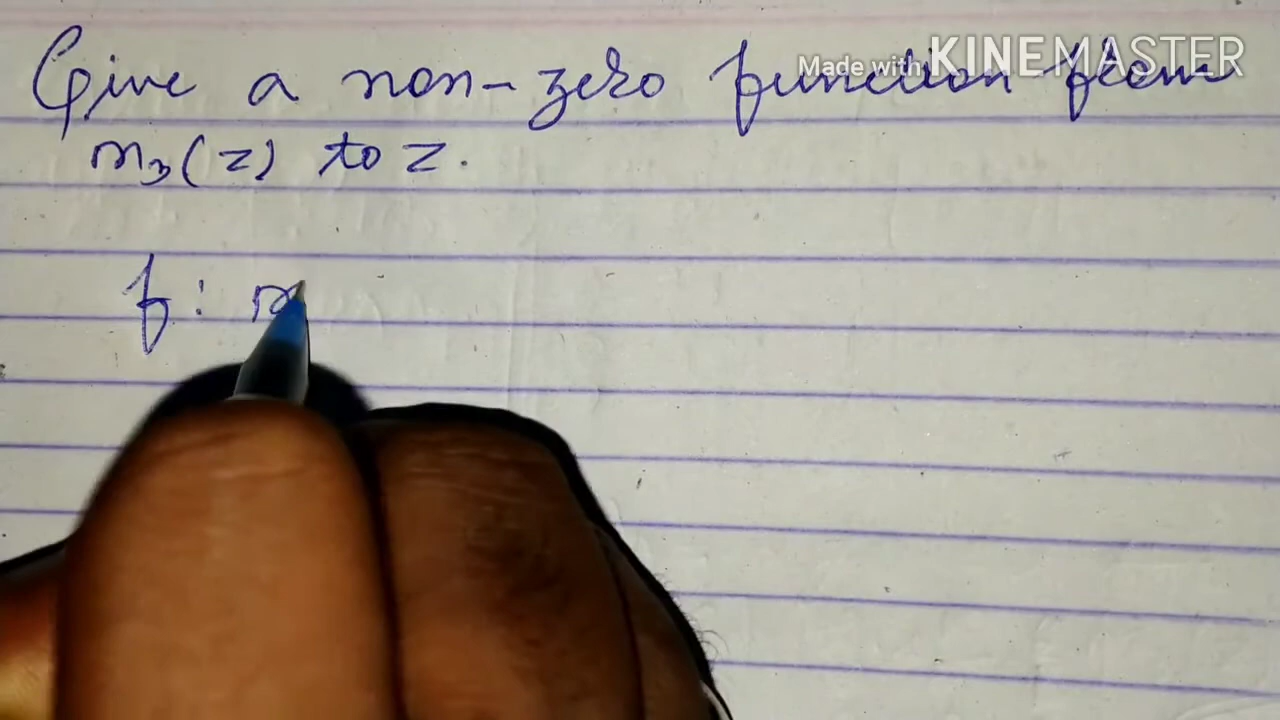 Made with KINEMASTER
Give a non-zero function from
m3(z) to z.
f: m